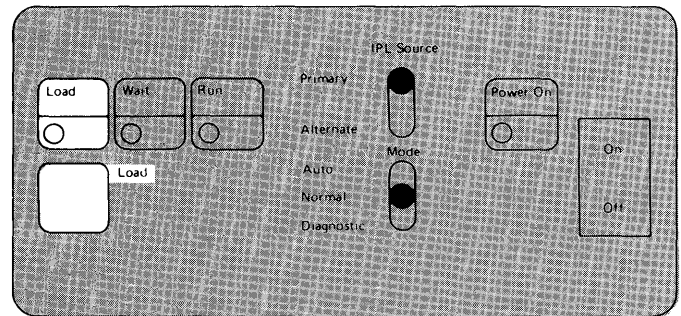 IPL Source
Primary
Load
Wait
Run
Power On
Alternate
Mode
On
Load
Auto
Normal
Off
Diagnostic